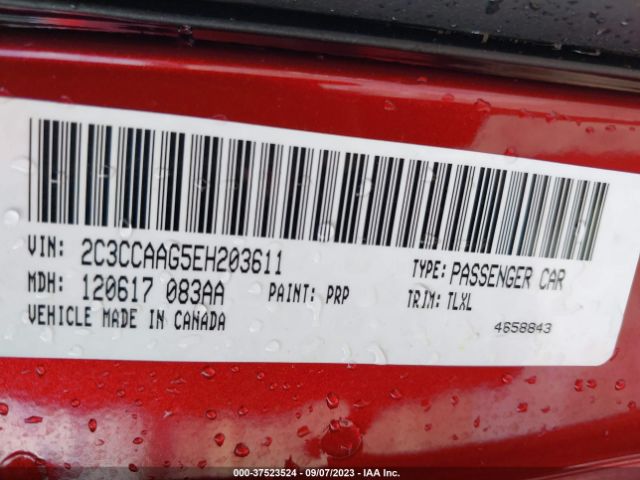 VIN: 2C3CCAAG5EH203611 TYPE: PASSENGER CAR
MDH: 120617 083AA PAINT: PRP TRIM: TLXL
VEHICLE MADE IN CANADA 4658843
000-37523524 - 09/07/2023 - IAA Inc.